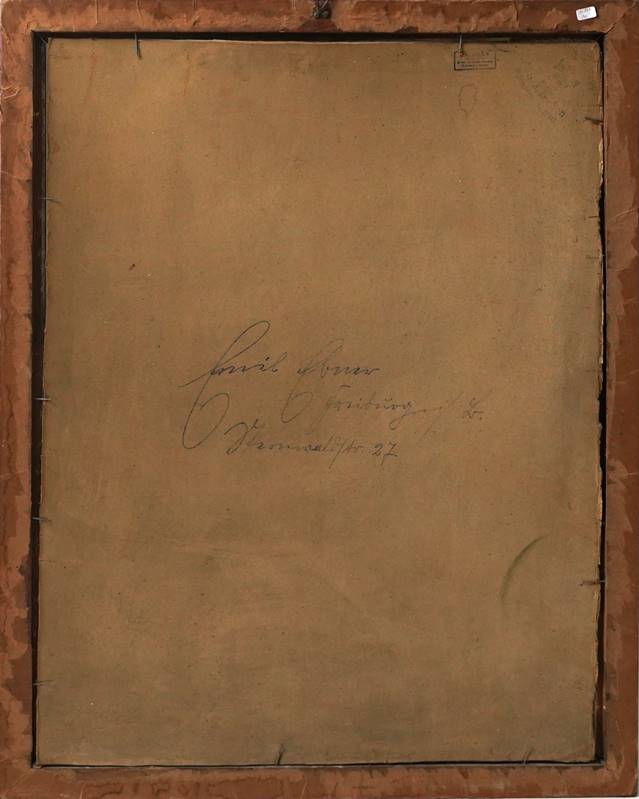 Emil Ebner
Freiburg i/ B.
Sternwaldstr. 27